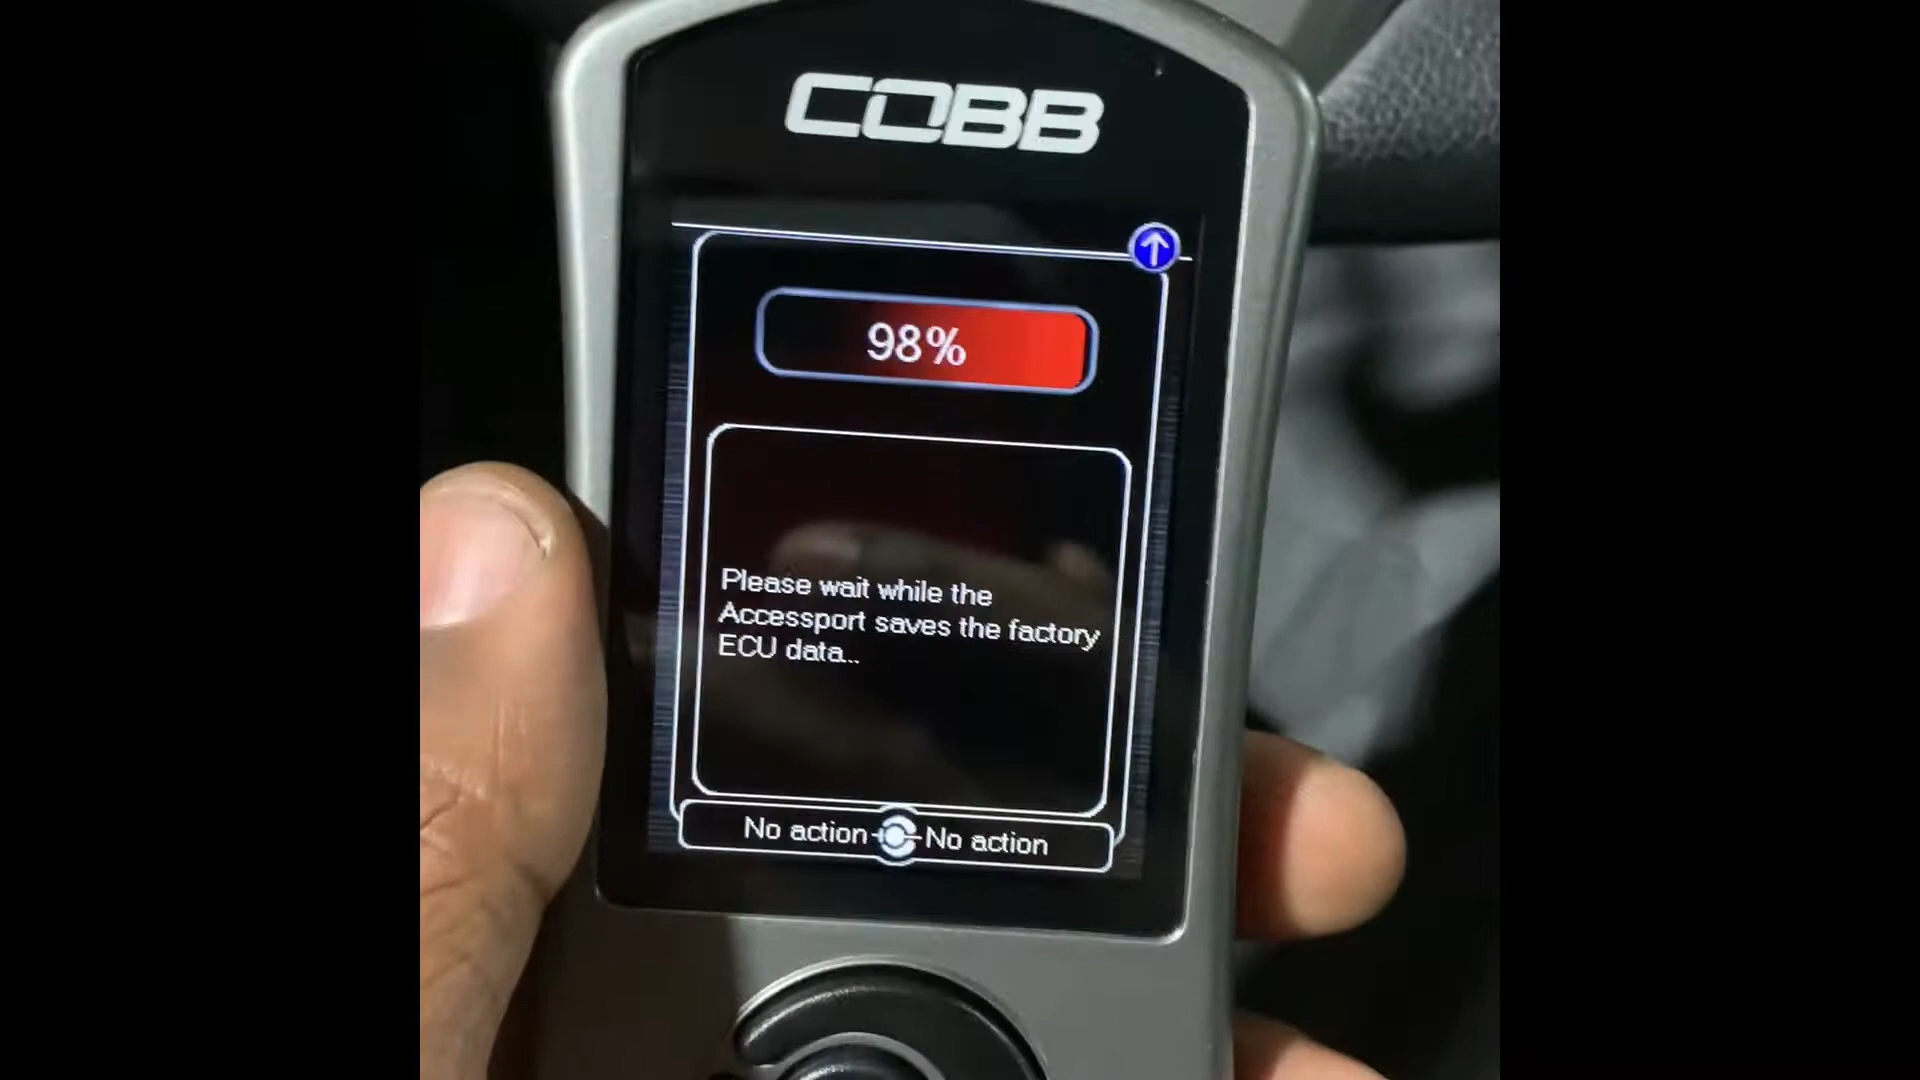 COBB
98%
Please wait while the
Accessport saves the factory
ECU data...
No action No action